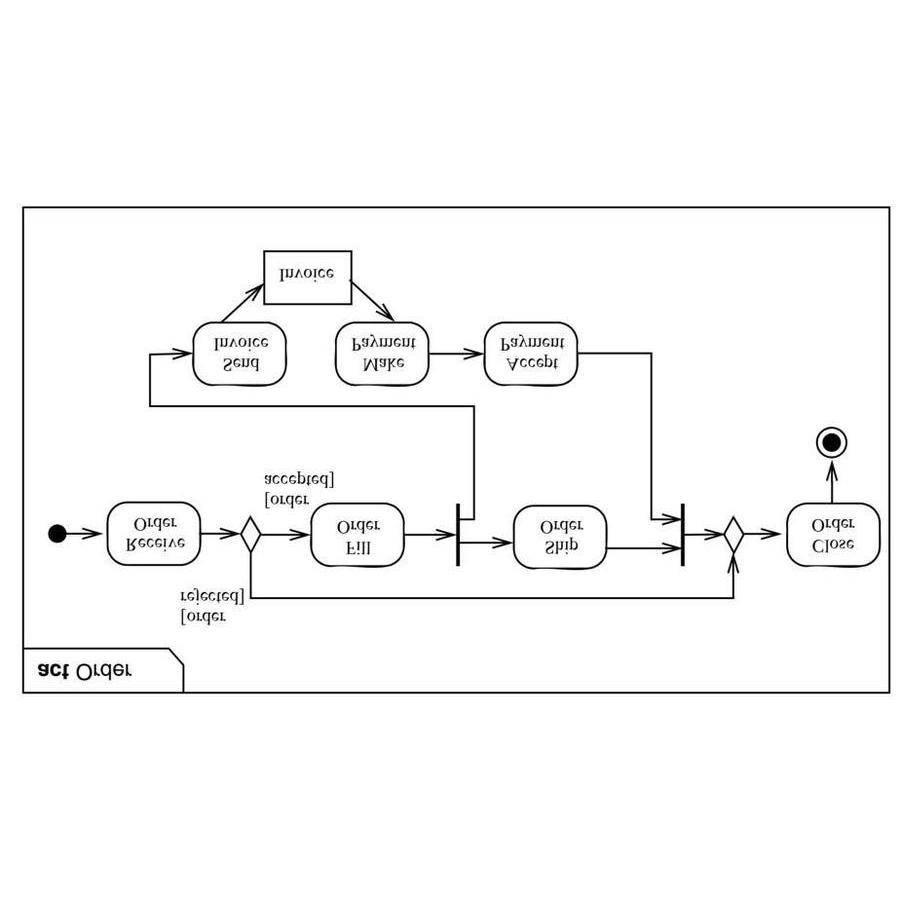 act Order
[order
rejected]
Receive
Order
Fill
Order
Ship
Order
Close
Order
[order
accepted]
Send
Invoice
Make
Payment
Accept
Payment
Invoice